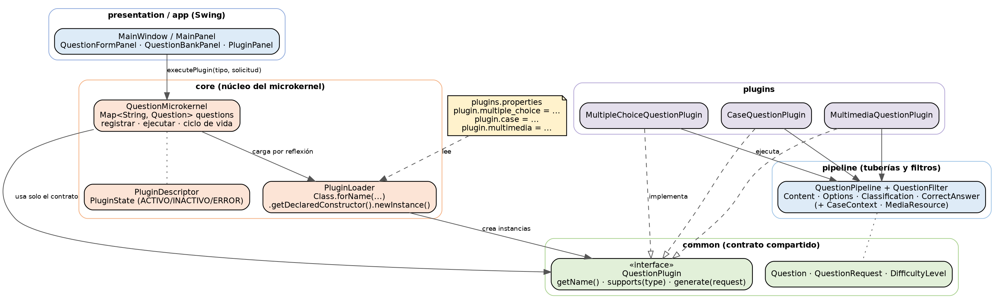 presentation / app (Swing)
MainWindow / MainPanel
QuestionFormPanel · QuestionBankPanel · PluginPanel
executePlugin(tipo, solicitud)
core (núcleo del microkernel)
QuestionMicrokernel
Map<String, Question> questions
registrar · ejecutar · ciclo de vida
plugins.properties
plugin.multiple_choice = ...
plugin.case = ...
plugin.multimedia = ...
plugins
MultipleChoiceQuestionPlugin
CaseQuestionPlugin
MultimediaQuestionPlugin
carga por reflexión
lee
ejecuta
usa solo el contrato
PluginDescriptor
PluginState (ACTIVO/INACTIVO/ERROR)
PluginLoader
Class.forName(...)
.getDeclaredConstructor().newInstance()
implementa
pipeline (tuberías y filtros)
QuestionPipeline + QuestionFilter
Content · Options · Classification · CorrectAnswer
(+ CaseContext · MediaResource)
crea instancias
common (contrato compartido)
«interface»
QuestionPlugin
getName() · supports(type) · generate(request)
Question · QuestionRequest · DifficultyLevel